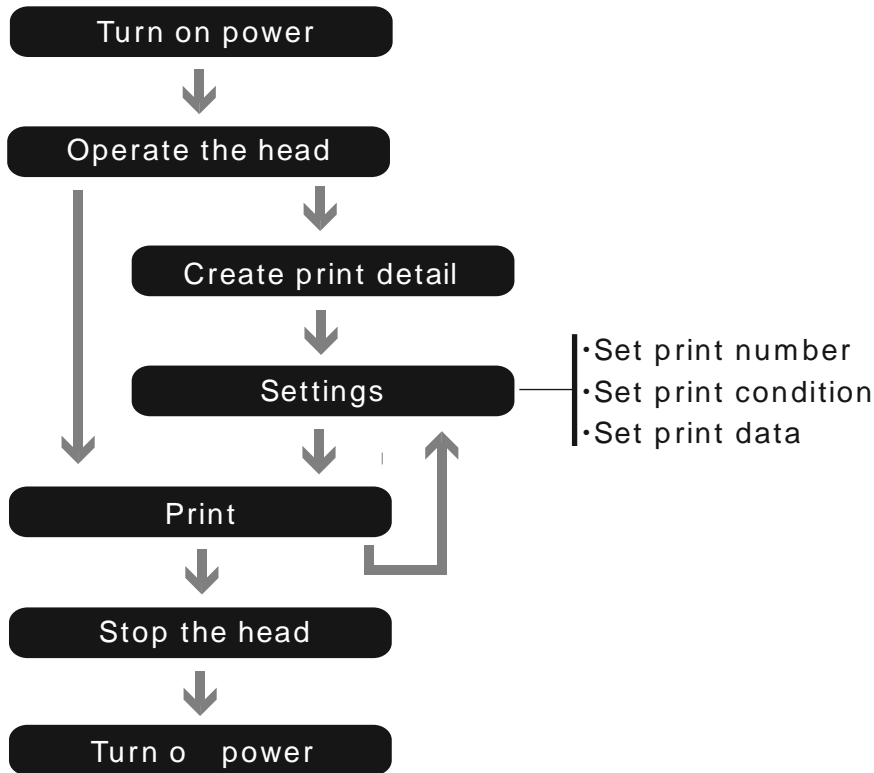 Turn on power
Operate the head
Create print detail
Settings
・Set print number
・Set print condition
・Set print data
Print
Stop the head
Turn o power